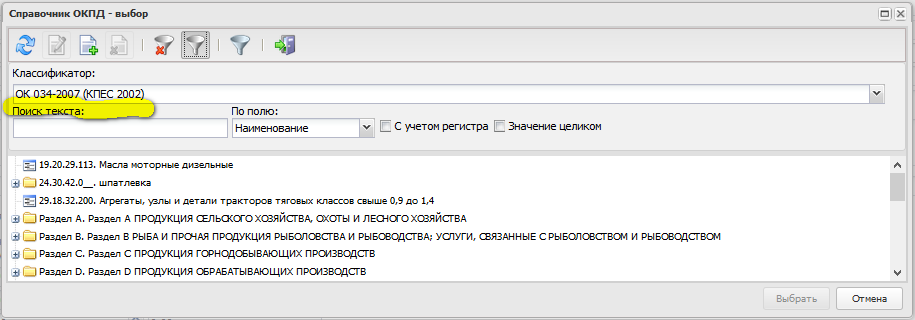 Справочник ОКПД - выбор
Классификатор:
ОК 034-2007 (КПЕС 2002)
Поиск текста:
По полю:
Наименование
С учетом регистра
Значение целиком
19.20.29.113. Масла моторные дизельные
24.30.42.0__. шпатлевка
29.18.32.200. Агрегаты, узлы и детали тракторов тяговых классов свыше 0,9 до 1,4
Раздел A. Раздел A ПРОДУКЦИЯ СЕЛЬСКОГО ХОЗЯЙСТВА, ОХОТЫ И ЛЕСНОГО ХОЗЯЙСТВА
Раздел B. Раздел B РЫБА И ПРОЧАЯ ПРОДУКЦИЯ РЫБОЛОВСТВА И РЫБОВОДСТВА; УСЛУГИ, СВЯЗАННЫЕ С РЫБОЛОВСТВОМ И РЫБОВОДСТВОМ
Раздел C. Раздел C ПРОДУКЦИЯ ГОРНОДОБЫВАЮЩИХ ПРОИЗВОДСТВ
Раздел D. Раздел D ПРОДУКЦИЯ ОБРАБАТЫВАЮЩИХ ПРОИЗВОДСТВ
Выбрать
Отмена